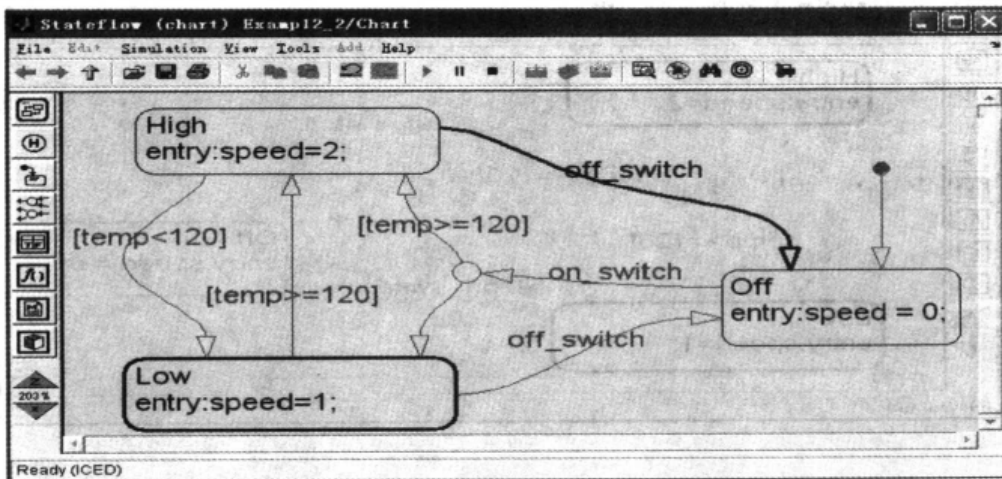 Stateflow (chart) Examp12_2/Chart
File Edit Simulation View Tools Add Help
High
entry:speed=2;
off_switch
[temp<120]
[temp>=120]
[temp>=120]
on_switch
Off
entry:speed = 0;
off_switch
Low
entry:speed=1;
203 %
Ready (ICED)